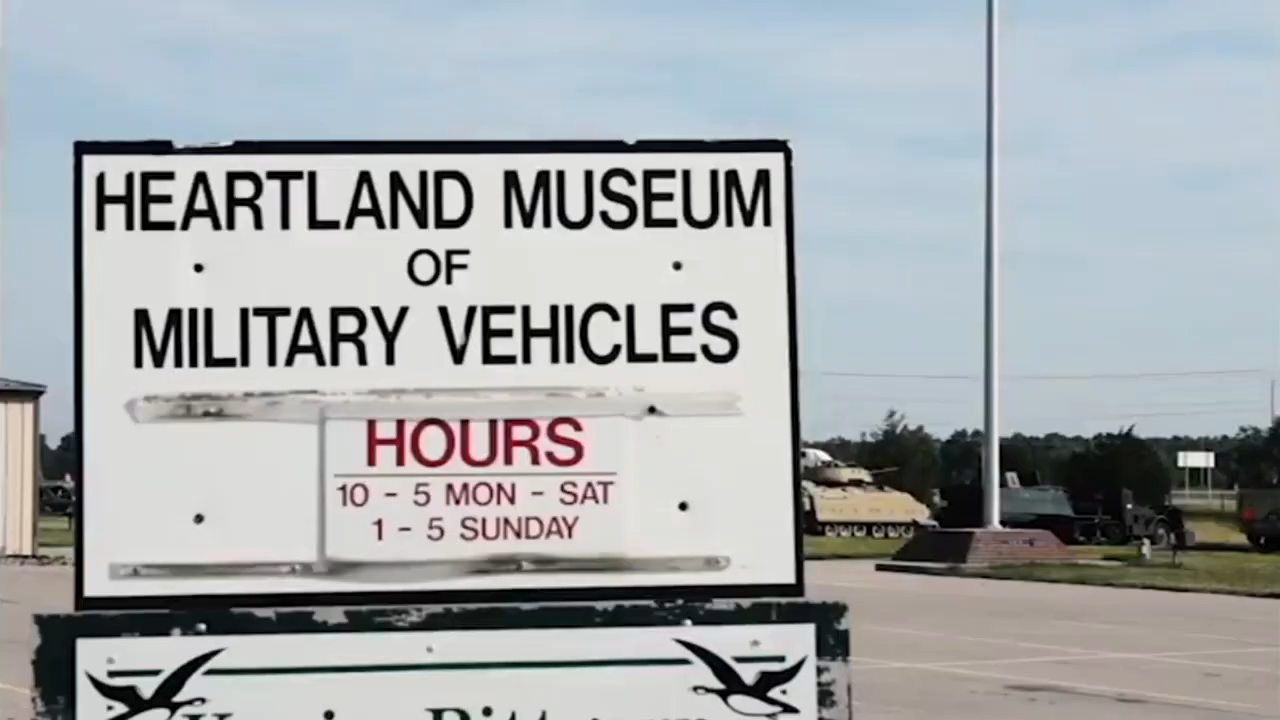 HEARTLAND MUSEUM
OF
MILITARY VEHICLES
HOURS
10 - 5 MON - SAT
1 - 5 SUNDAY